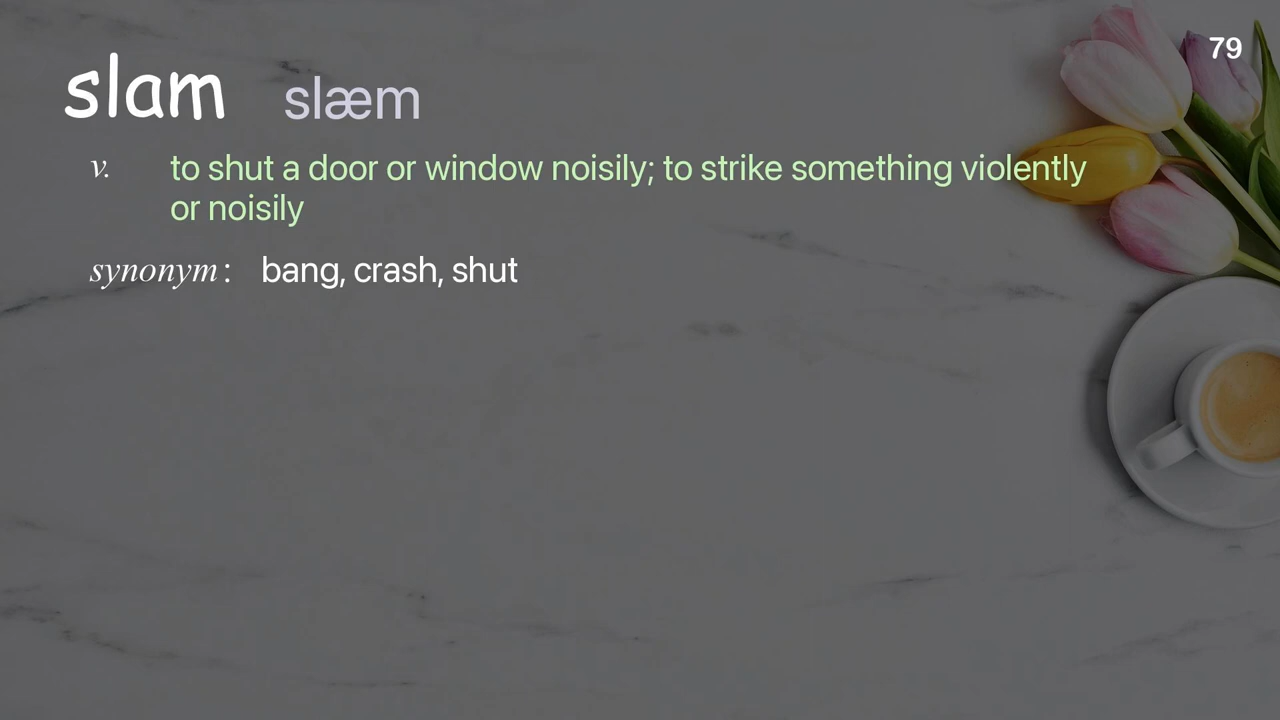 79
slam slæm
v. to shut a door or window noisily; to strike something violently
or noisily
synonym: bang, crash, shut